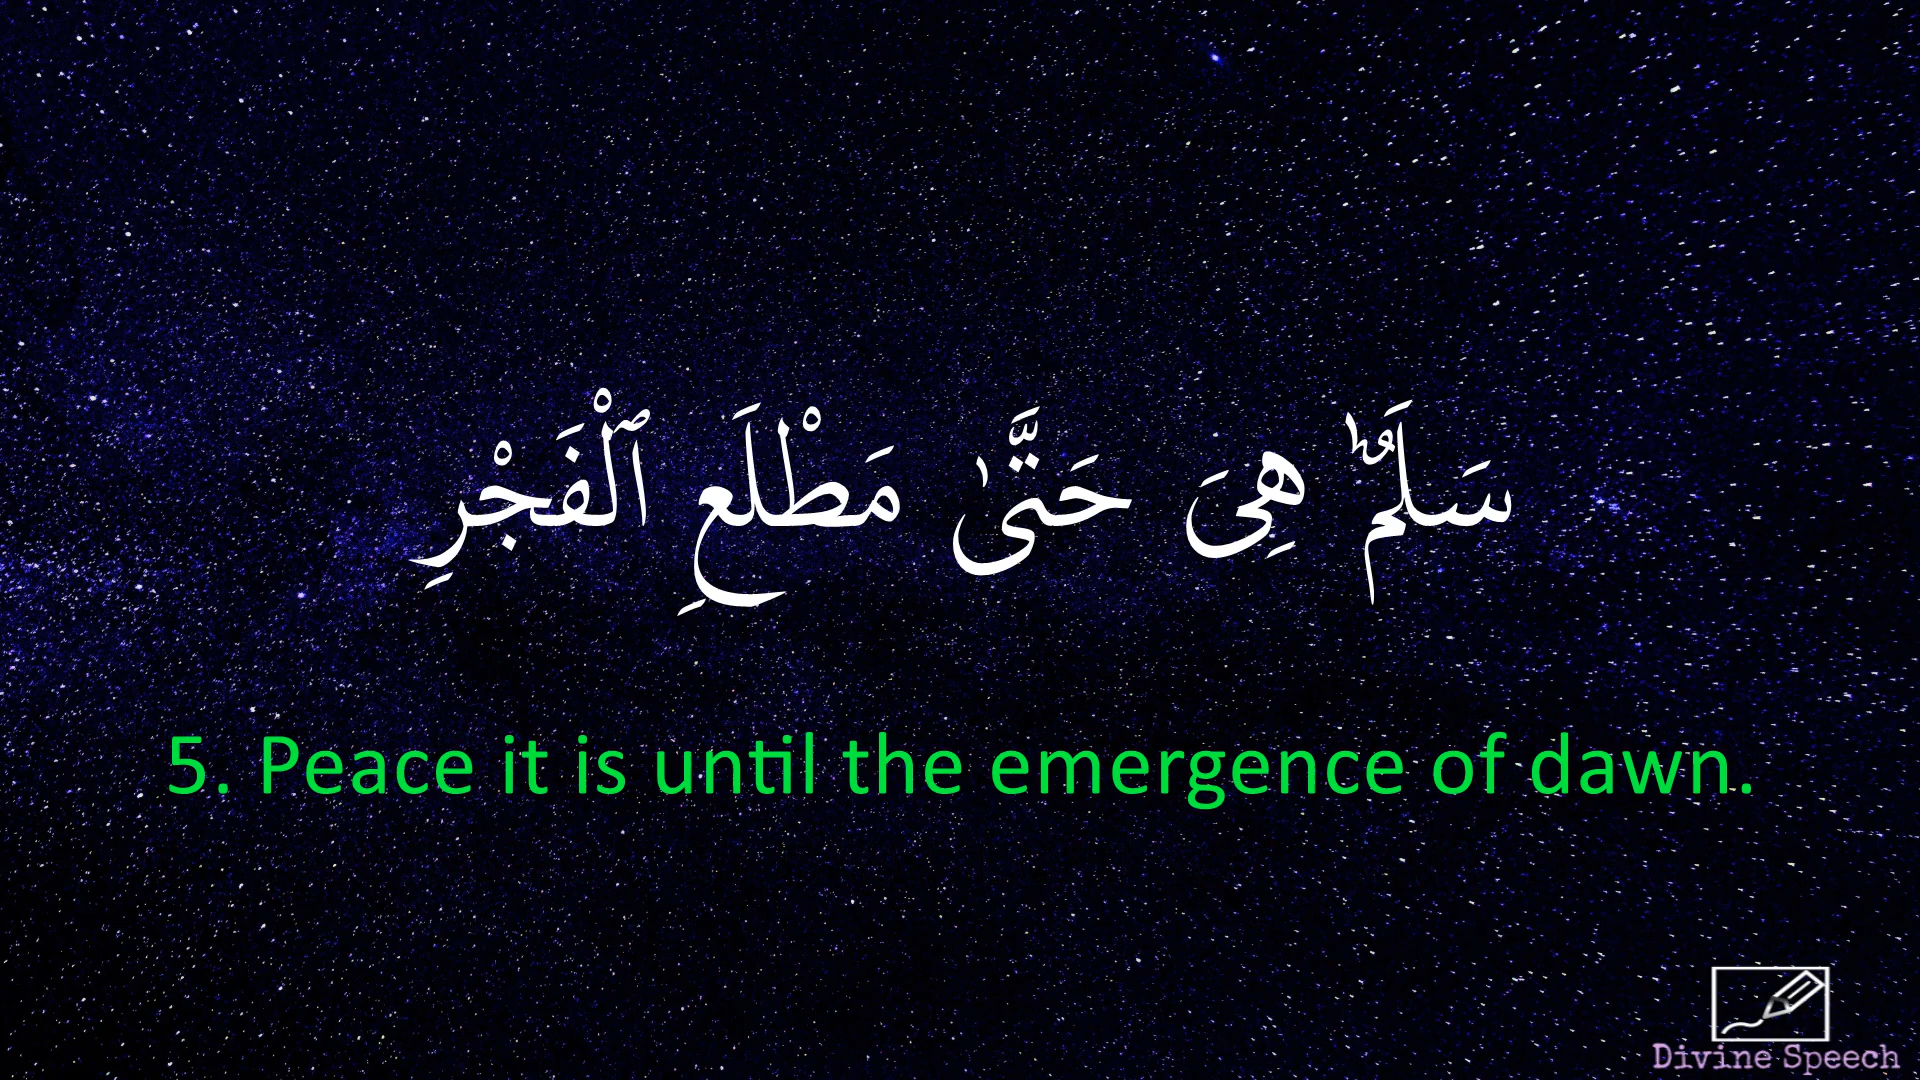 سَلَٰمٌ هِىَ حَتَّىٰ مَطْلَعِ ٱلْفَجْرِ
5. Peace it is until the emergence of dawn.
Divine Speech